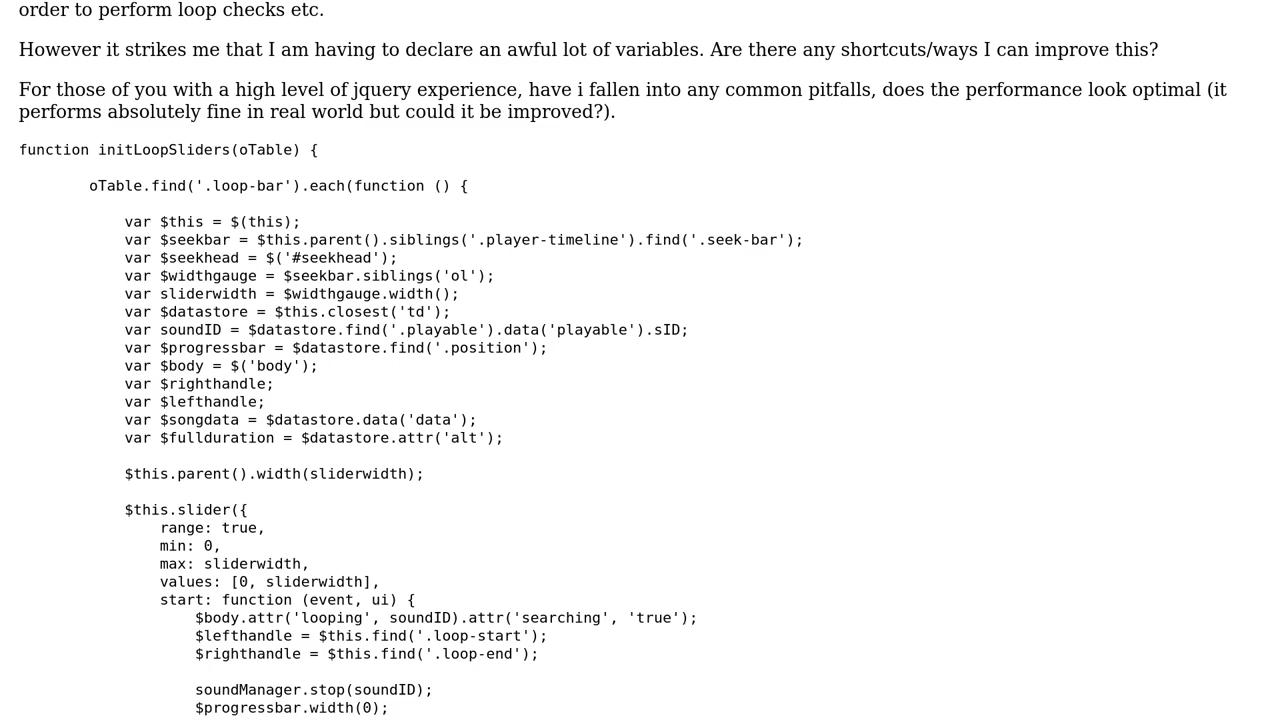 order to perform loop checks etc.
However it strikes me that I am having to declare an awful lot of variables. Are there any shortcuts/ways I can improve this?
For those of you with a high level of jquery experience, have i fallen into any common pitfalls, does the performance look optimal (it
performs absolutely fine in real world but could it be improved?).
function initLoopSliders(oTable) {
oTable.find('.loop-bar').each(function () {
var $this = $(this);
var $seekbar = $this.parent().siblings('.player-timeline').find('.seek-bar');
var $seekhead = $('#seekhead');
var $widthgauge = $seekbar.siblings('ol');
var sliderwidth = $widthgauge.width();
var $datastore = $this.closest('td');
var soundID = $datastore.find('.playable').data('playable').sID;
var $progressbar = $datastore.find('.position');
var $body = $('body');
var $righthandle;
var $lefthandle;
var $songdata = $datastore.data('data');
var $fullduration = $datastore.attr('alt');
$this.parent().width(sliderwidth);
$this.slider({
range: true,
min: 0,
max: sliderwidth,
values: [0, sliderwidth],
start: function (event, ui) {
$body.attr('looping', soundID).attr('searching', 'true');
$lefthandle = $this.find('.loop-start');
$righthandle = $this.find('.loop-end');
soundManager.stop(soundID);
$progressbar.width(0);